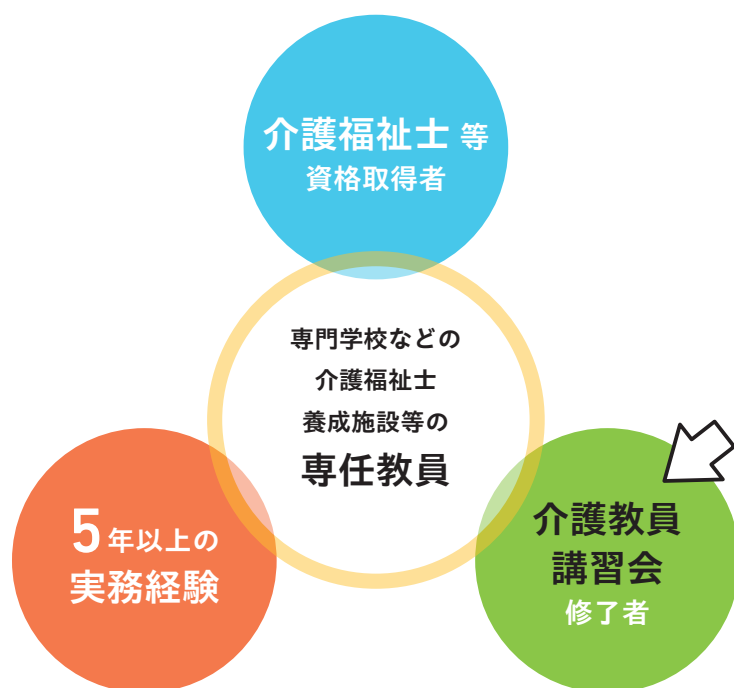 介護福祉士 等
資格取得者
専門学校などの
介護福祉士
養成施設等の
専任教員
5年以上の
実務経験
介護教員
講習会
修了者